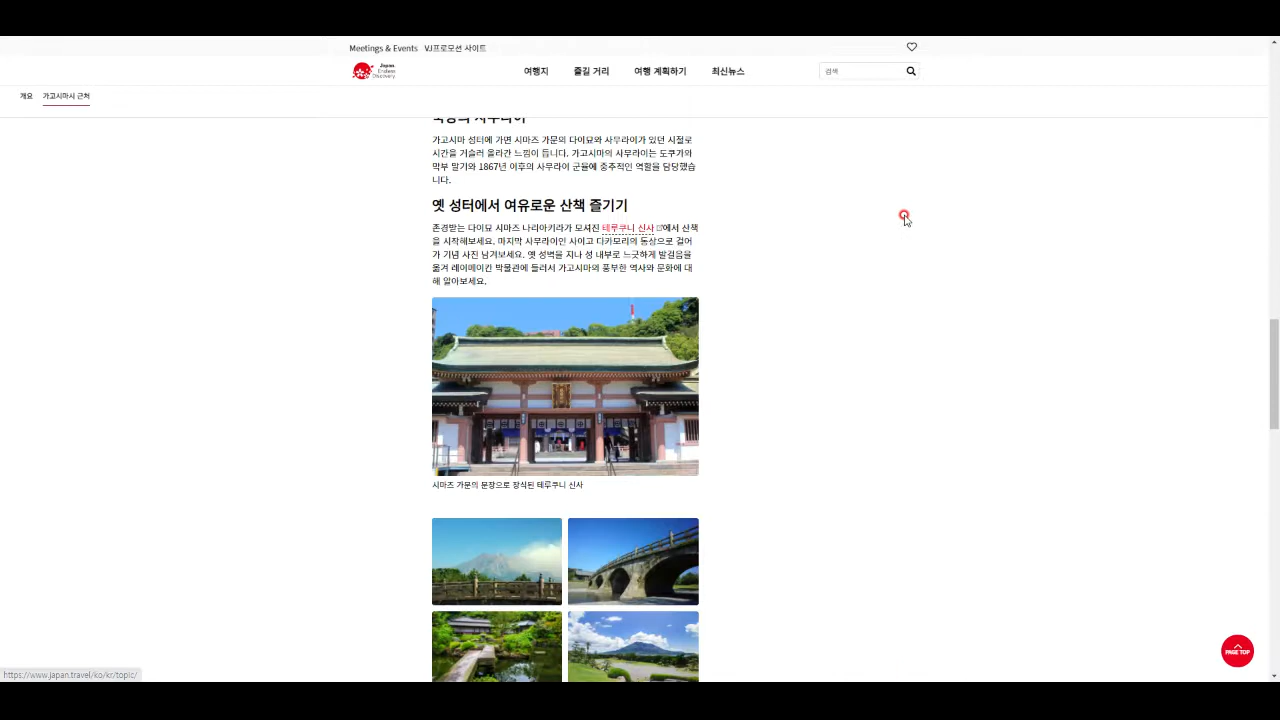 Meetings & Events VJ프로모션 사이트
Japan.
Endless
Discovery.
여행지 즐길 거리 여행 계획하기 최신뉴스
검색
개요 가고시마시 근처
가고시마 성터에 가면 시마즈 가문의 다이묘와 사무라이가 있던 시절로
시간을 거슬러 올라간 느낌이 듭니다. 가고시마의 사무라이는 도쿠가와
막부 말기와 1867년 이후의 사무라이 군율에 중추적인 역할을 담당했습
니다.
옛 성터에서 여유로운 산책 즐기기
존경받는 다이묘 시마즈 나리아키라가 모셔진 테루쿠니 신사에서 산책
을 시작해보세요. 마지막 사무라이인 사이고 다카모리의 동상으로 걸어
가 기념 사진 남겨보세요. 옛 성벽을 지나 성 내부로 느긋하게 발걸음을
옮겨 레이메이칸 박물관에 들러서 가고시마의 풍부한 역사와 문화에 대
해 알아보세요.
시마즈 가문의 문장으로 장식된 테루쿠니 신사
PAGE TOP
https://www.japan.travel/ko/kr/topic/